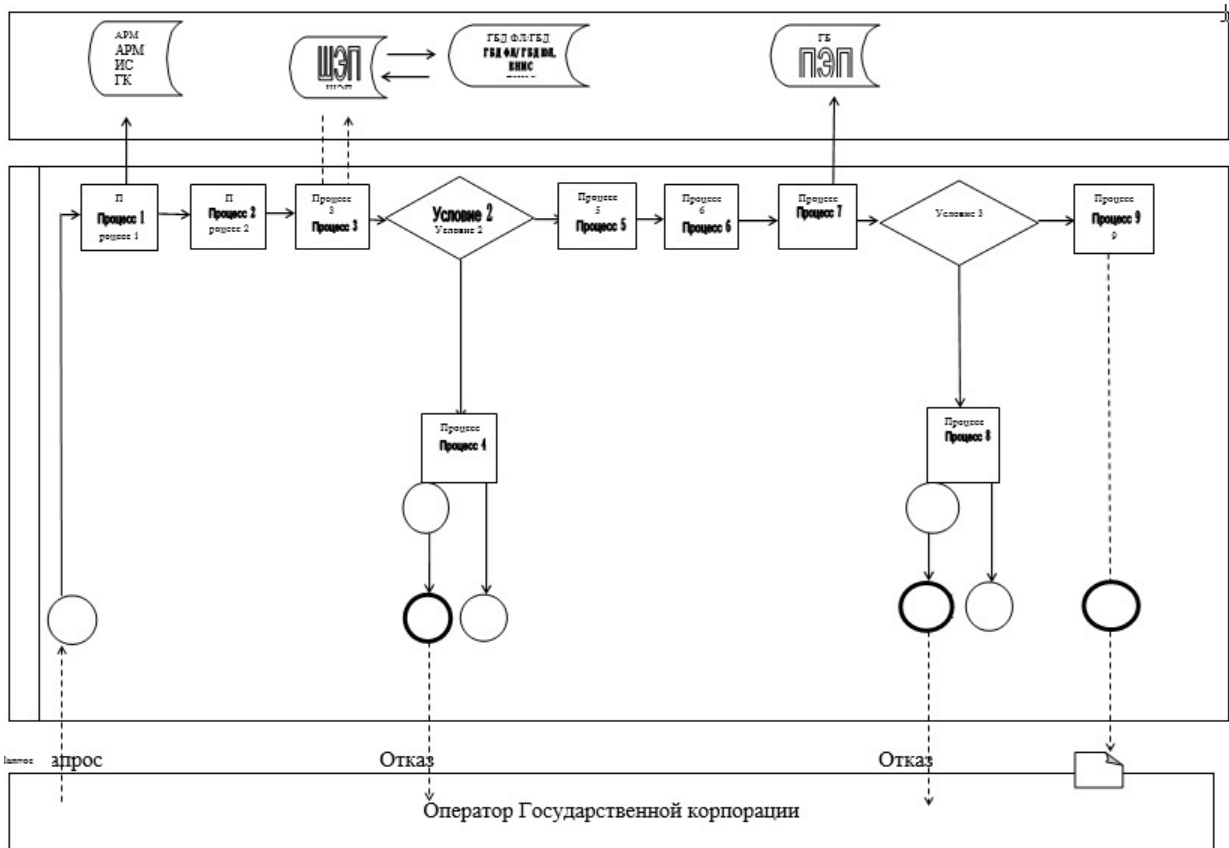 АРМ
АРМ
ИС
ГК
ШЭП
ГБД ФЛ/ГБД
ГБД ФЛ/ ГБД ЮЛ,
ЕНИС
ГБ
ПЭП
П
Процесс 1
роцесс 1
П
Процесс 2
роцесс 2
Процесс
3
Процесс 3
Условие 2
Условие 2
Процесс
5
Процесс 5
Процесс
6
Процесс 6
Процесс
Процесс 7
Условие 3
Процесс
Процесс 9
9
Процесс
Процесс 4
Процесс
Процесс 8
апрос
Отказ
Отказ
Оператор Государственной корпорации